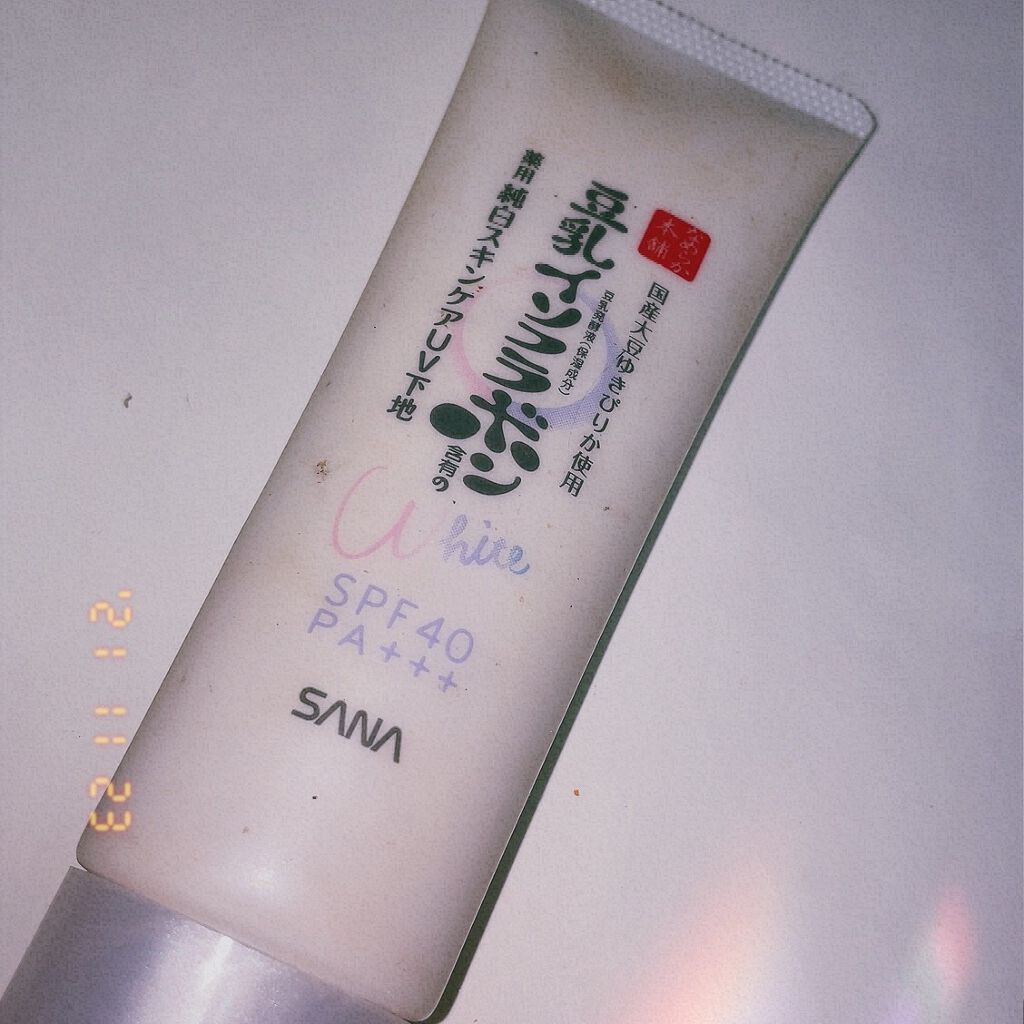 なめらか
本舗
国産大豆ゆきぴりか使用
豆乳発酵液(保湿成分)
豆乳イソフラボン
含有の
薬用 純白スキンケアUV下地
White
SPF40
PA+++
SANA
'21 11 23